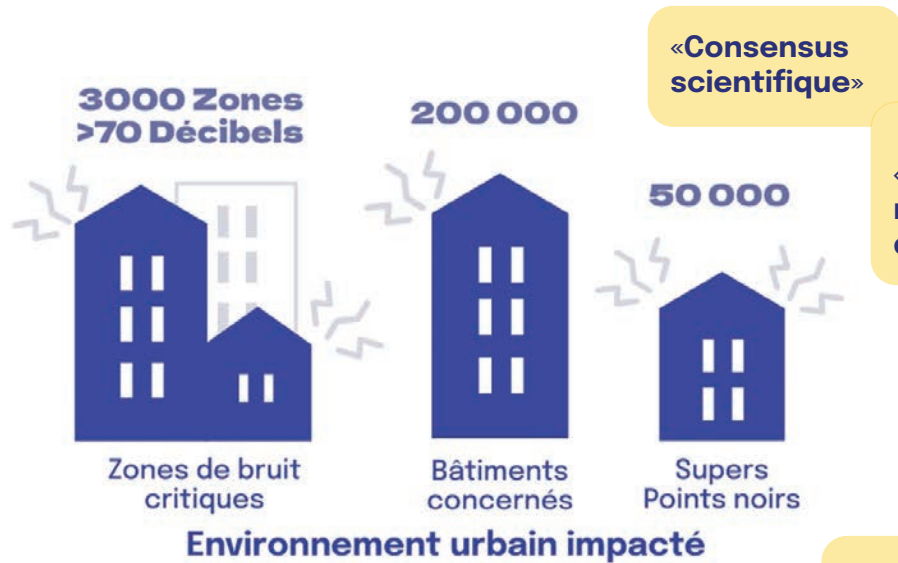 «Consensus
scientifique»
3000 Zones
>70 Décibels
200 000
50 000
Zones de bruit
critiques
Bâtiments
concernés
Supers
Points noirs
Environnement urbain impacté